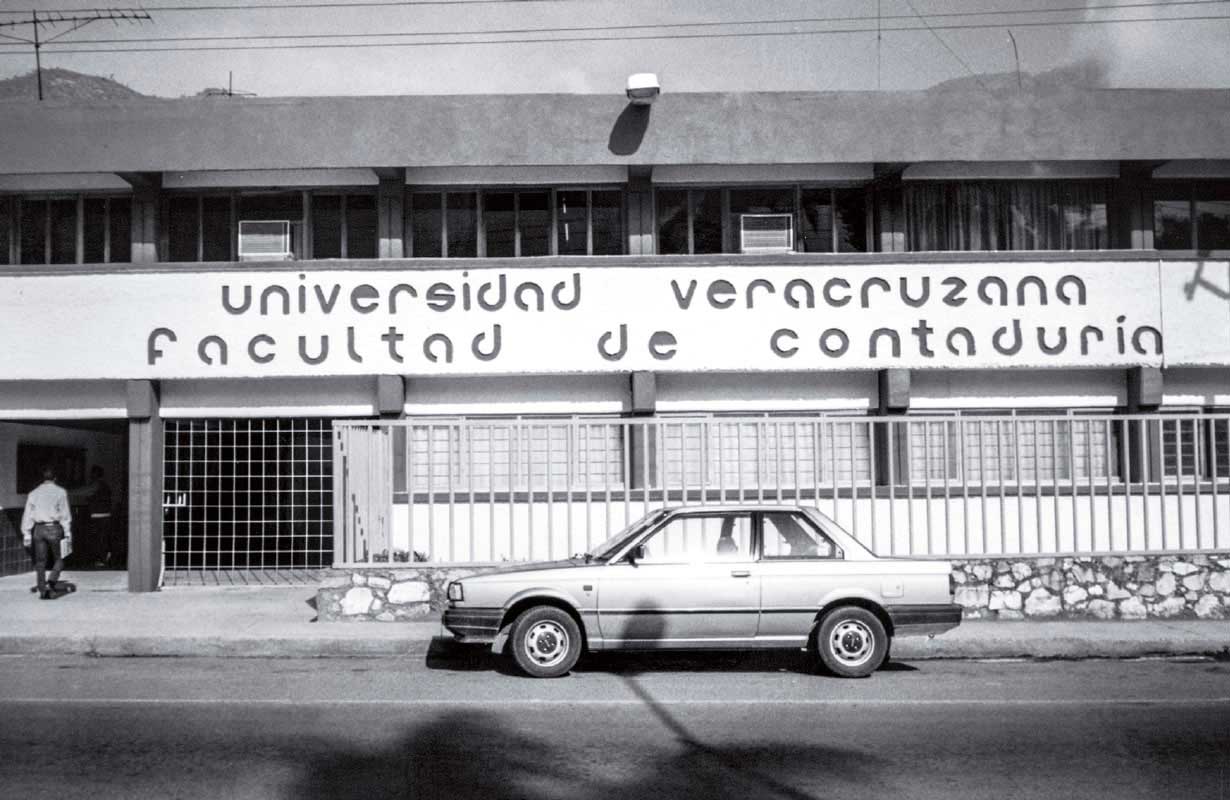 universidad veracruzana
facultad de contaduría